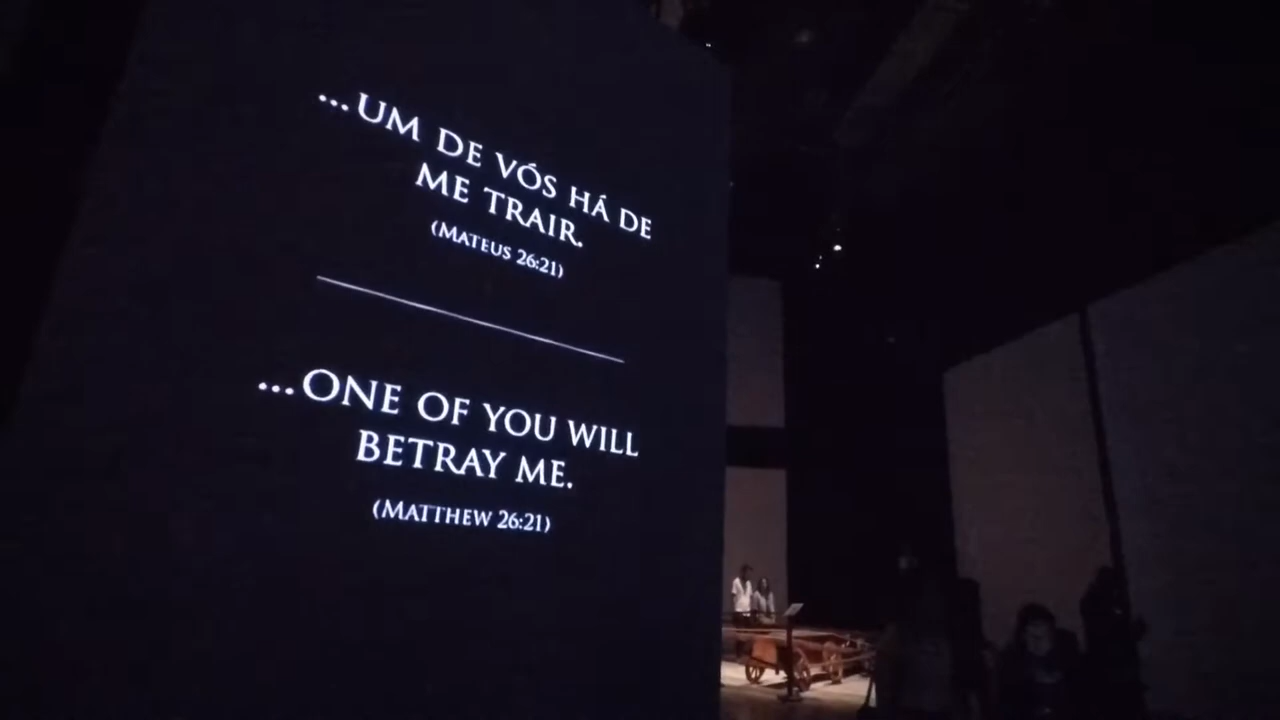 ...UM DE VÓS HÁ DE
ME TRAIR.
(MATEUS 26:21)
...ONE OF YOU WILL
BETRAY ME.
(MATTHEW 26:21)